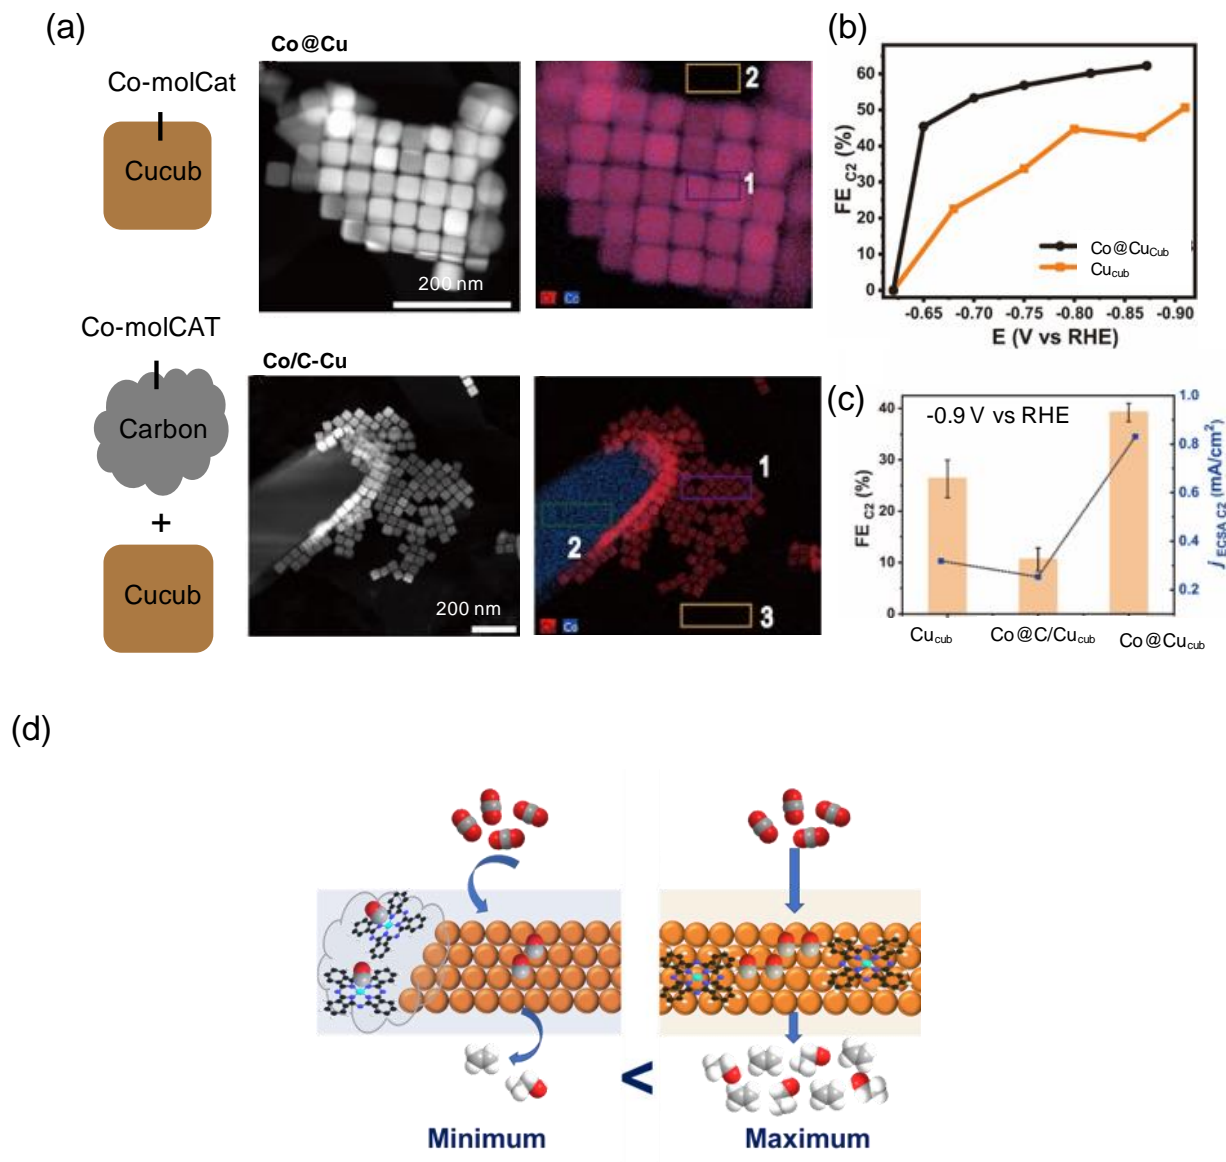 (a)
Co@Cu
Co-molCat
Cucub
200 nm
2
1
Cu Co
Co-molCAT
Co/C-Cu
Carbon
+
Cucub
200 nm
1
2
3
Cu Co
(b)
60
50
40
30
20
10
0
FE C2 (%)
Co@CuCub
Cucub
-0.65 -0.70 -0.75 -0.80 -0.85 -0.90
E (V vs RHE)
(c)
-0.9 V vs RHE
40
30
20
10
0
FE C2 (%)
1.0
0.8
0.6
0.4
0.2
j ECSA C2 (mA/cm²)
Cucub Co@C/Cucub Co@Cucub
(d)
<
Minimum Maximum